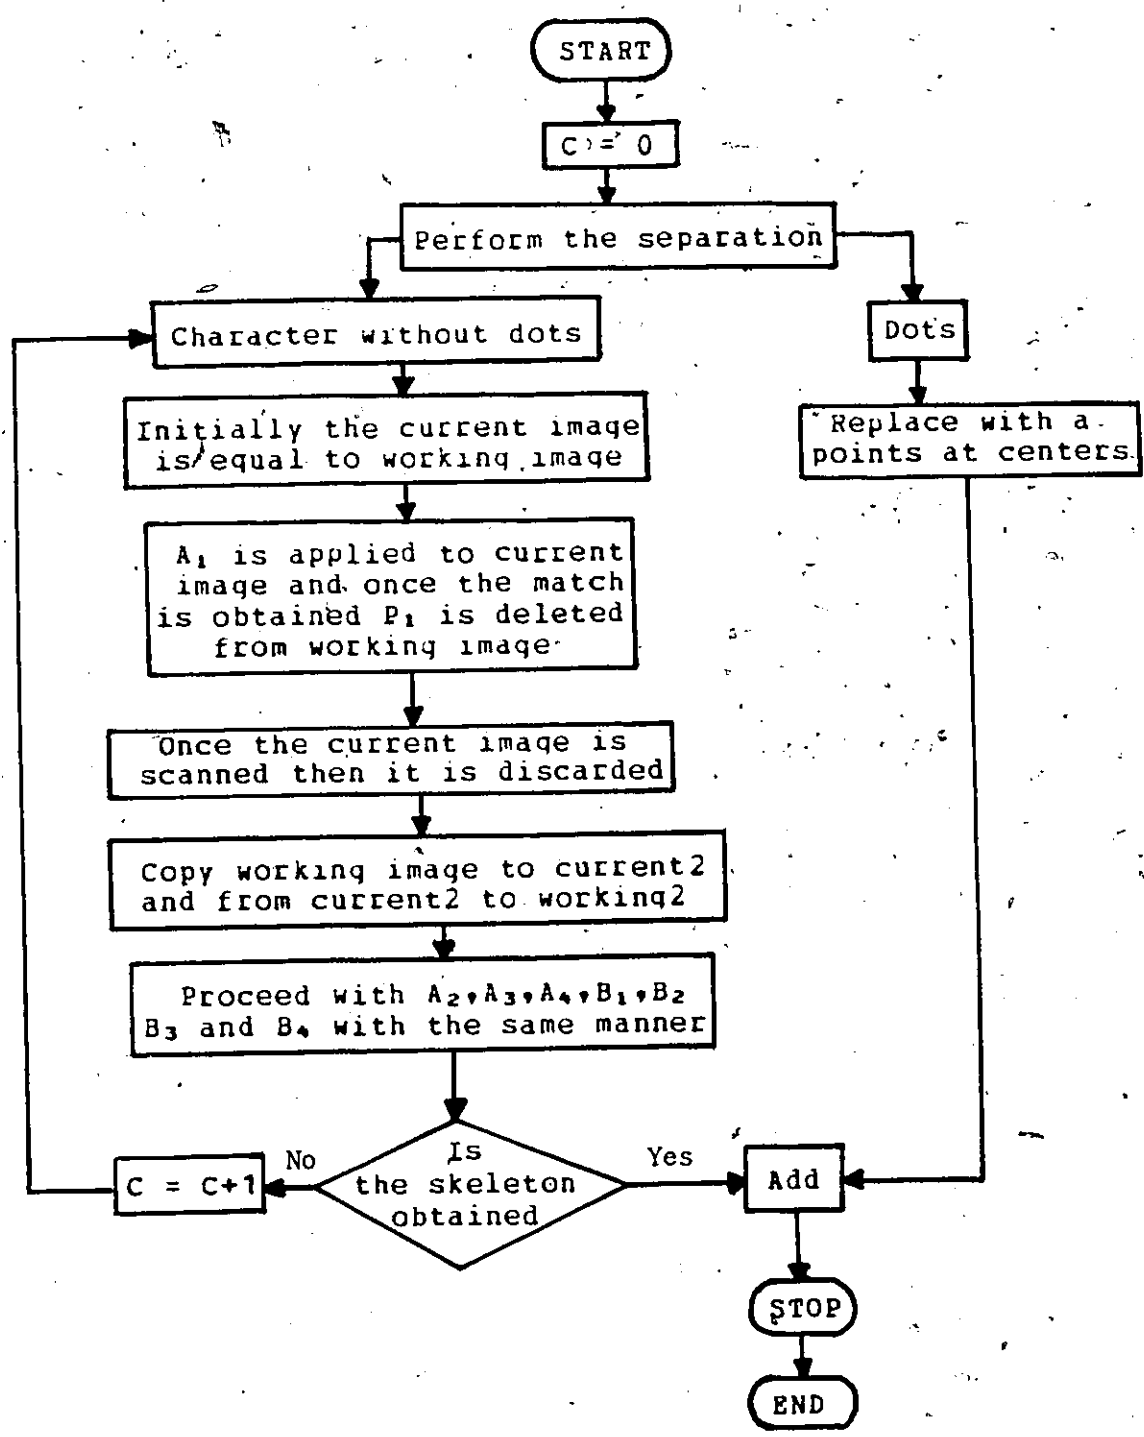 START
C = 0
Perform the separation
Character without dots
Dots
Initially the current image
is equal to working image
Replace with a
points at centers
A₁ is applied to current
image and once the match
is obtained P₁ is deleted
from working image
Once the current image is
scanned then it is discarded
Copy working image to current2
and from current2 to working2
Proceed with A₂,A₃,A₄,B₁,B₂
B₃ and B₄ with the same manner
Is
the skeleton
obtained
No
Yes
C = C+1
Add
STOP
END